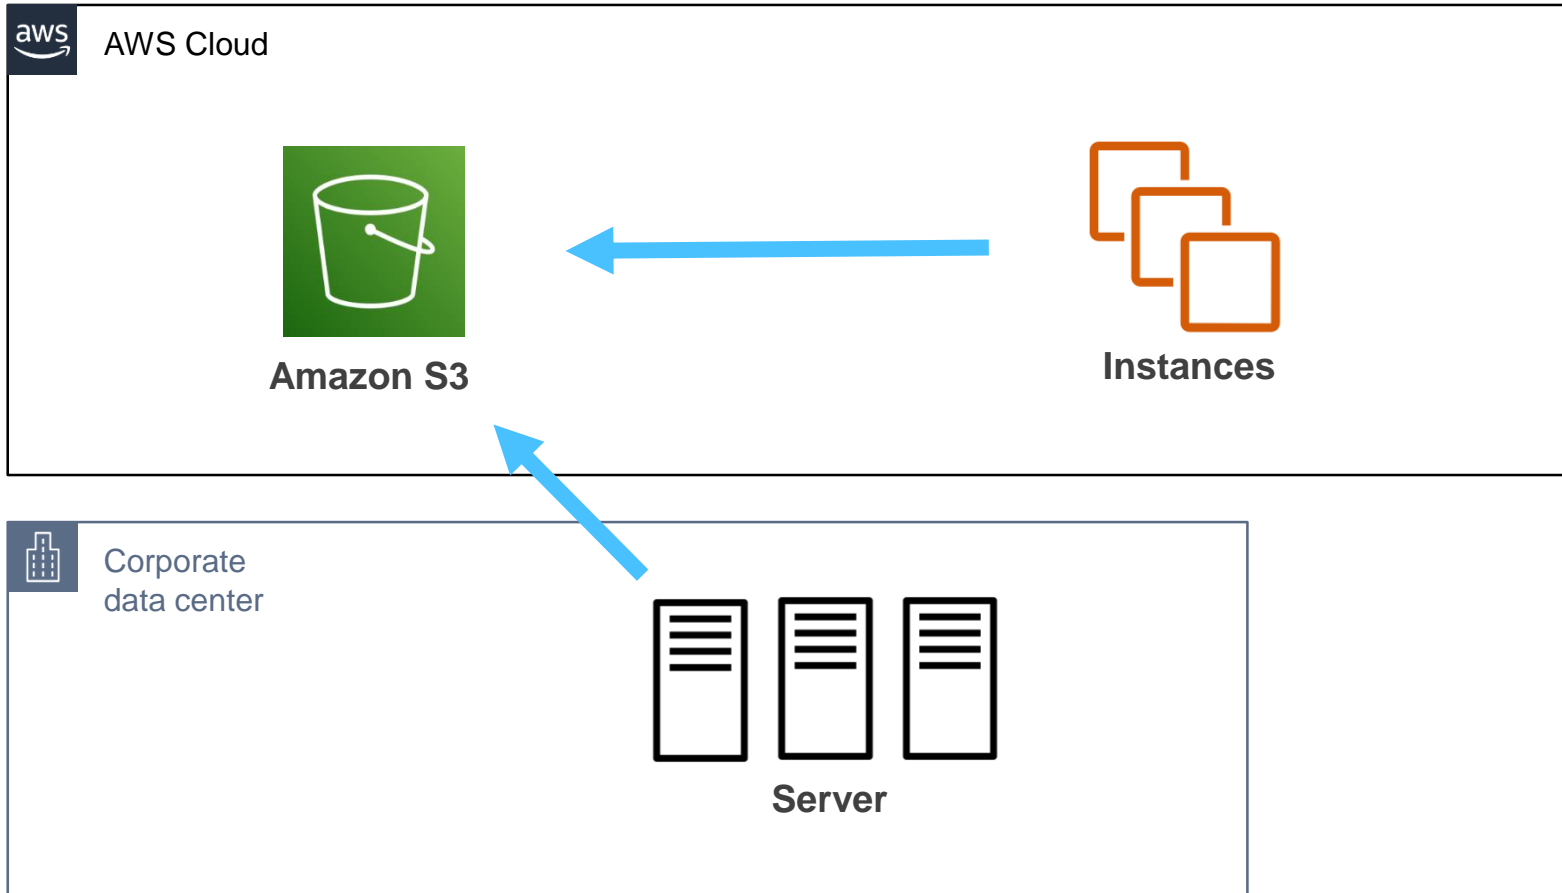 aws
AWS Cloud
Amazon S3
Instances
Corporate
data center
Server